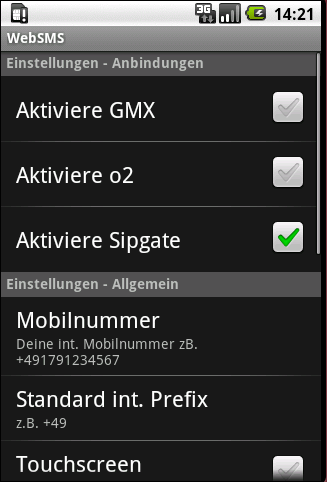 3G
14:21
WebSMS
Einstellungen - Anbindungen
Aktiviere GMX
Aktiviere o2
Aktiviere Sipgate
Einstellungen - Allgemein
Mobilnummer
Deine int. Mobilnummer zB.
+491791234567
Standard int. Prefix
z.B. +49
Touchscreen